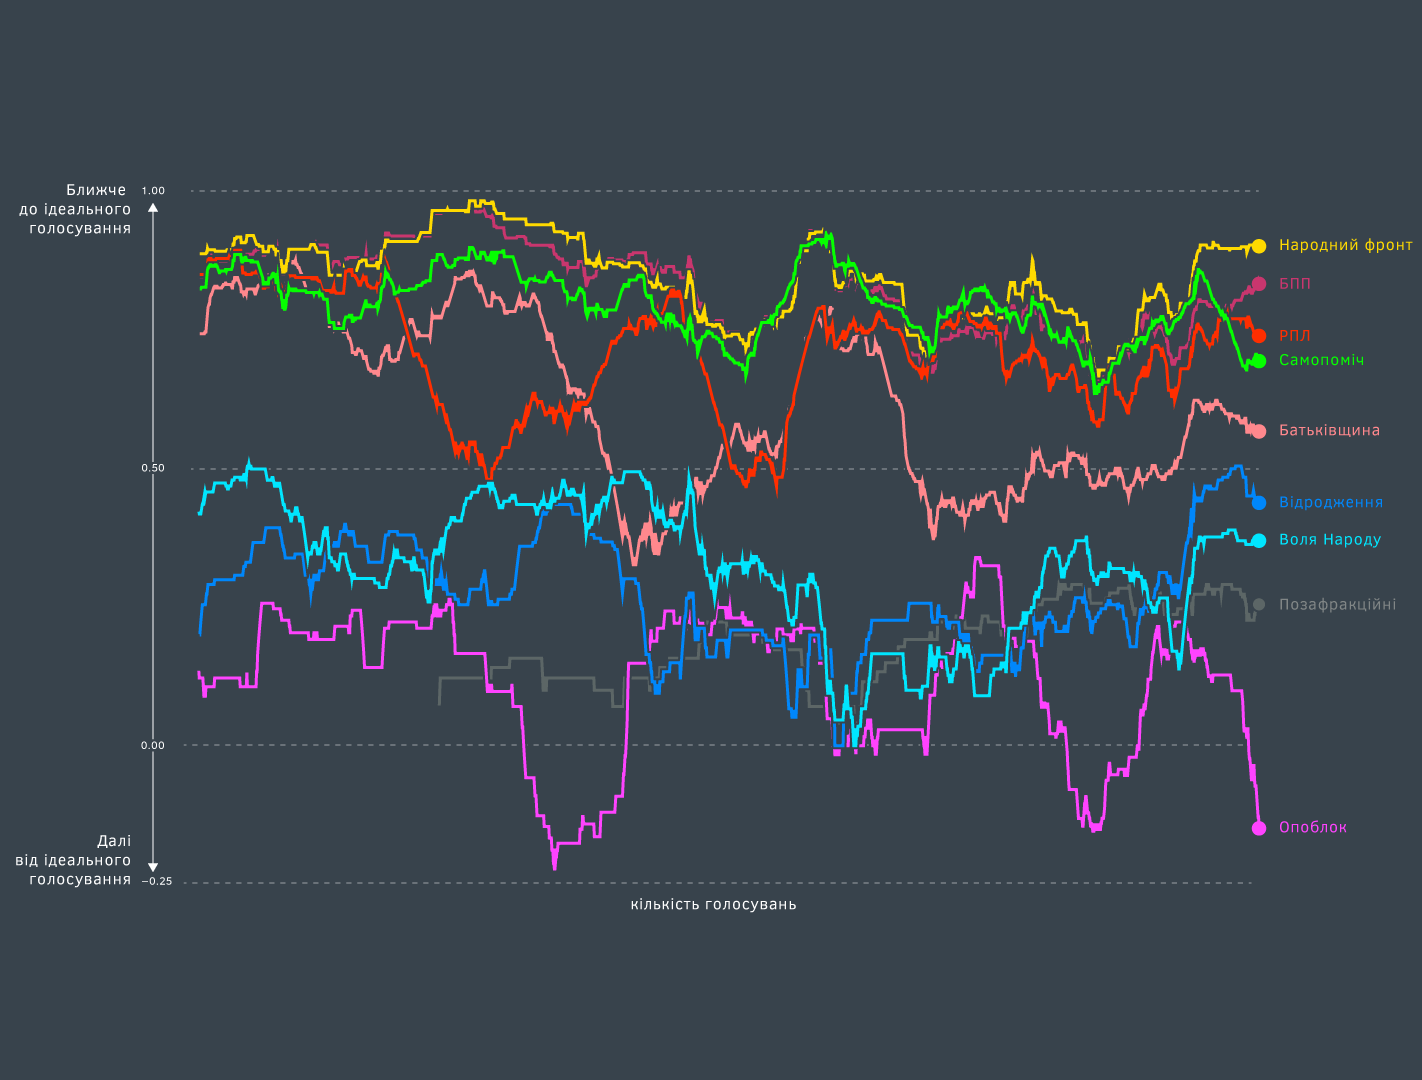 Ближче
до ідеального
голосування
1.00
0.50
0.00
Далі
від ідеального
голосування
−0.25
кількість голосувань
Народний фронт
БПП
РПЛ
Самопоміч
Батьківщина
Відродження
Воля Народу
Позафракційні
Опоблок